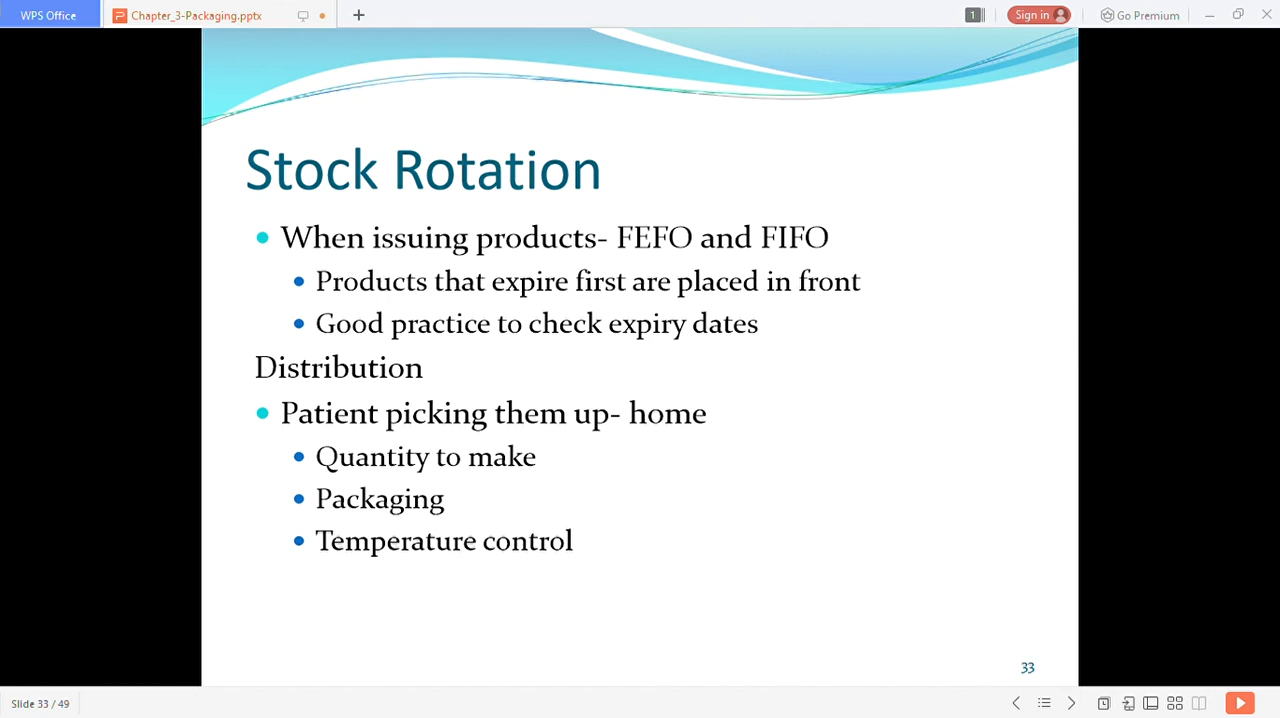 WPS Office
Chapter_3-Packaging.pptx
1
Sign in
Go Premium
Stock Rotation
When issuing products- FEFO and FIFO
Products that expire first are placed in front
Good practice to check expiry dates
Distribution
Patient picking them up- home
Quantity to make
Packaging
Temperature control
33
Slide 33 / 49